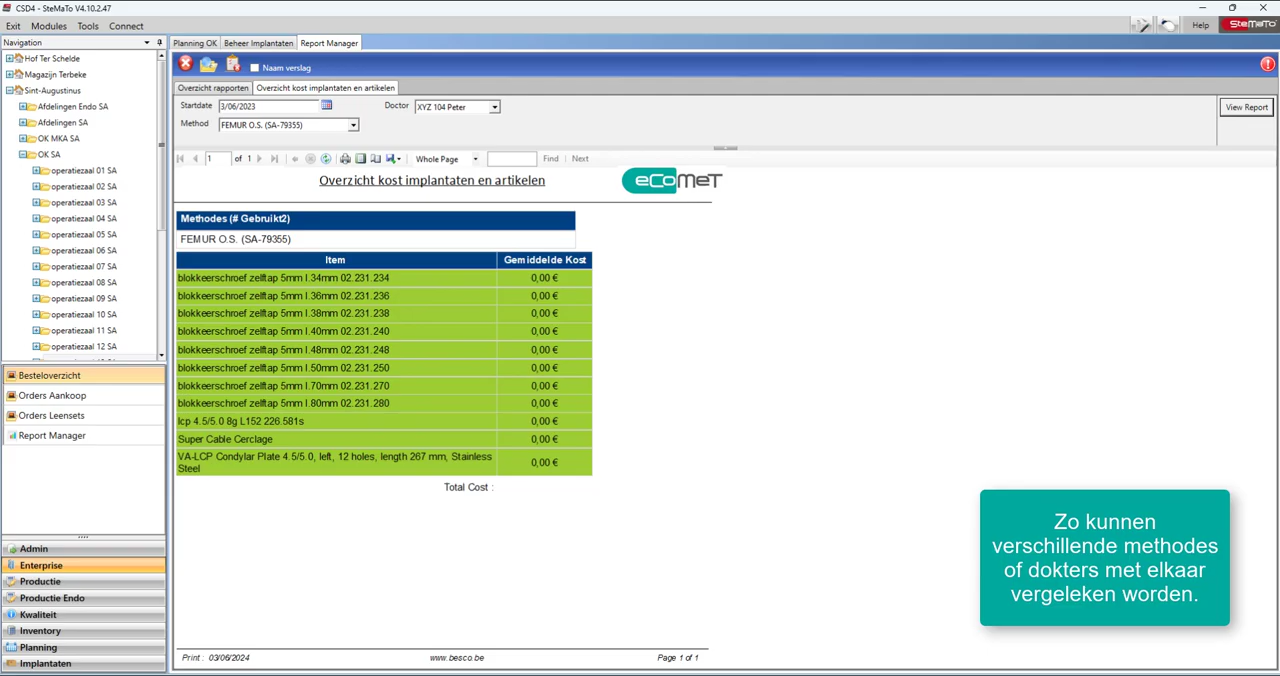 CSD4 - SteMaTo V4.10.2.47
Exit Modules Tools Connect
Help SteMaTo
Navigation
Planning OK Beheer Implantaten Report Manager
Hof Ter Schelde
Magazijn Terbeke
Sint-Augustinus
Afdelingen Endo SA
Afdelingen SA
OK MKA SA
OK SA
operatiezaal 01 SA
operatiezaal 02 SA
operatiezaal 03 SA
operatiezaal 04 SA
operatiezaal 05 SA
operatiezaal 06 SA
operatiezaal 07 SA
operatiezaal 08 SA
operatiezaal 09 SA
operatiezaal 10 SA
operatiezaal 11 SA
operatiezaal 12 SA
Besteloverzicht
Orders Aankoop
Orders Leensets
Report Manager
Admin
Enterprise
Productie
Productie Endo
Kwaliteit
Inventory
Planning
Implantaten
Naam verslag
Overzicht rapporten Overzicht kost implantaten en artikelen
Startdate 3/06/2023 Doctor XYZ 104 Peter
View Report
Method FEMUR O.S. (SA-79355)
1 of 1 Whole Page Find Next
Overzicht kost implantaten en artikelen
eCoMeT
Methodes (# Gebruikt2)
FEMUR O.S. (SA-79355)
Item Gemiddelde Kost
blokkeerschroef zelftap 5mm l.34mm 02.231.234 0,00 €
blokkeerschroef zelftap 5mm l.36mm 02.231.236 0,00 €
blokkeerschroef zelftap 5mm l.38mm 02.231.238 0,00 €
blokkeerschroef zelftap 5mm l.40mm 02.231.240 0,00 €
blokkeerschroef zelftap 5mm l.48mm 02.231.248 0,00 €
blokkeerschroef zelftap 5mm l.50mm 02.231.250 0,00 €
blokkeerschroef zelftap 5mm l.70mm 02.231.270 0,00 €
blokkeerschroef zelftap 5mm l.80mm 02.231.280 0,00 €
lcp 4.5/5.0 8g L152 226.581s 0,00 €
Super Cable Cerclage 0,00 €
VA-LCP Condylar Plate 4.5/5.0, left, 12 holes, length 267 mm, Stainless
Steel 0,00 €
Total Cost :
Zo kunnen
verschillende methodes
of dokters met elkaar
vergeleken worden.
Print : 03/06/2024 www.besco.be Page 1 of 1